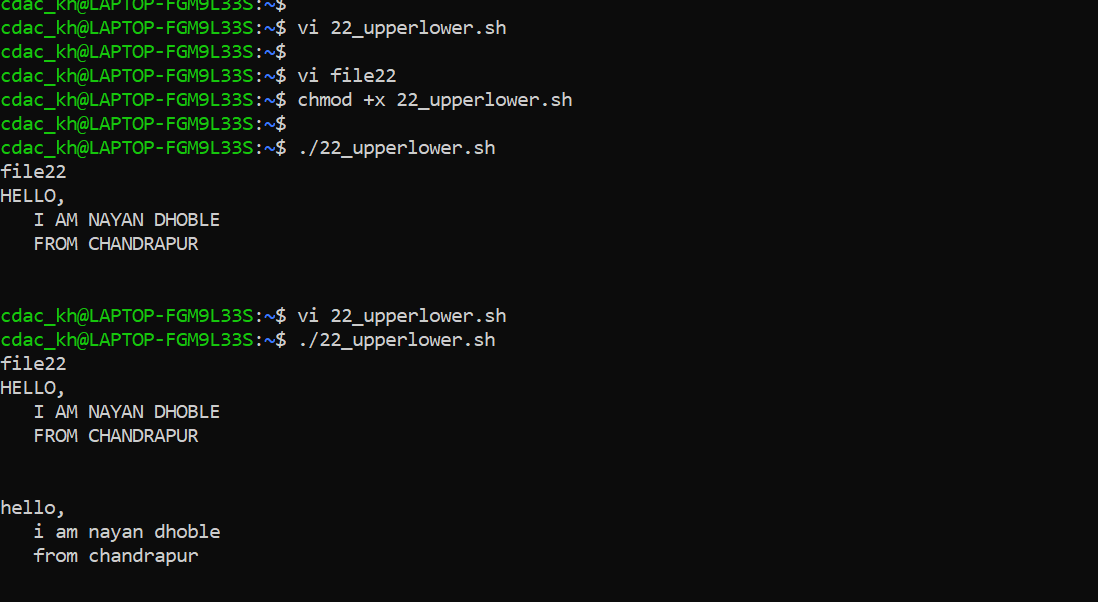 cdac_kh@LAPTOP-FGM9L33S:~$
cdac_kh@LAPTOP-FGM9L33S:~$ vi 22_upperlower.sh
cdac_kh@LAPTOP-FGM9L33S:~$
cdac_kh@LAPTOP-FGM9L33S:~$ vi file22
cdac_kh@LAPTOP-FGM9L33S:~$ chmod +x 22_upperlower.sh
cdac_kh@LAPTOP-FGM9L33S:~$
cdac_kh@LAPTOP-FGM9L33S:~$ ./22_upperlower.sh
file22
HELLO,
   I AM NAYAN DHOBLE
   FROM CHANDRAPUR
cdac_kh@LAPTOP-FGM9L33S:~$ vi 22_upperlower.sh
cdac_kh@LAPTOP-FGM9L33S:~$ ./22_upperlower.sh
file22
HELLO,
   I AM NAYAN DHOBLE
   FROM CHANDRAPUR
hello,
   i am nayan dhoble
   from chandrapur